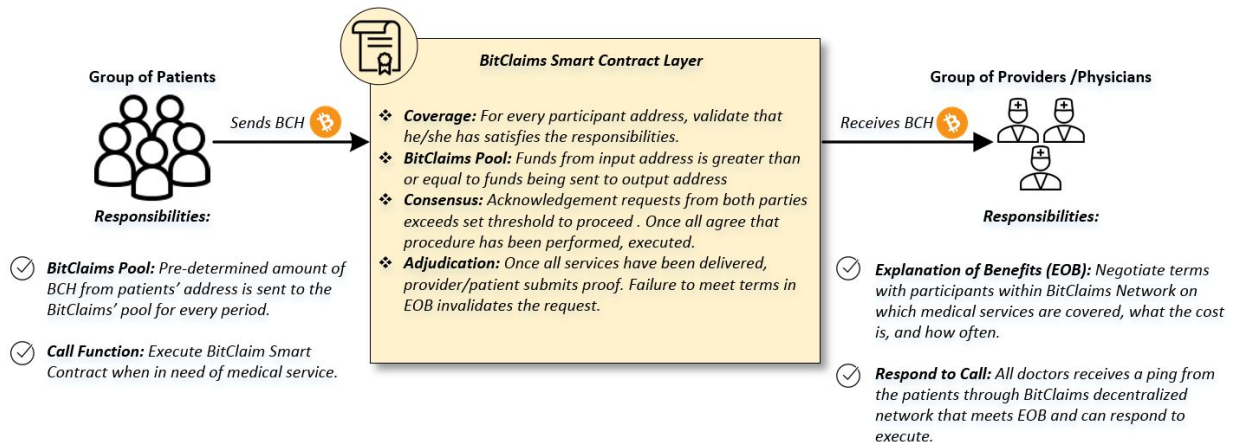 BitClaims Smart Contract Layer
Group of Patients
Sends BCH
Responsibilities:
BitClaims Pool: Pre-determined amount of
BCH from patients’ address is sent to the
BitClaims’ pool for every period.
Call Function: Execute BitClaim Smart
Contract when in need of medical service.
❖ Coverage: For every participant address, validate that
he/she has satisfies the responsibilities.
❖ BitClaims Pool: Funds from input address is greater than
or equal to funds being sent to output address
❖ Consensus: Acknowledgement requests from both parties
exceeds set threshold to proceed . Once all agree that
procedure has been performed, executed.
❖ Adjudication: Once all services have been delivered,
provider/patient submits proof. Failure to meet terms in
EOB invalidates the request.
Group of Providers /Physicians
Receives BCH
Responsibilities:
Explanation of Benefits (EOB): Negotiate terms
with participants within BitClaims Network on
which medical services are covered, what the cost
is, and how often.
Respond to Call: All doctors receives a ping from
the patients through BitClaims decentralized
network that meets EOB and can respond to
execute.